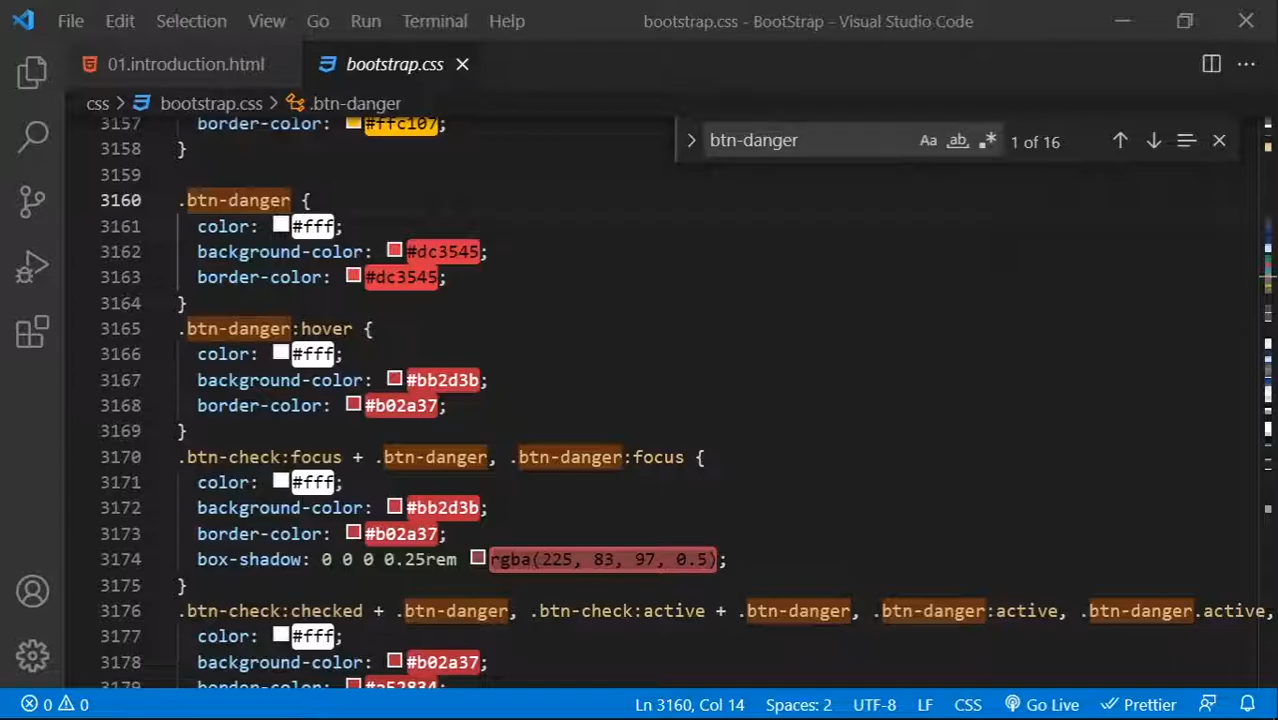 File Edit Selection View Go Run Terminal Help bootstrap.css - BootStrap - Visual Studio Code
01.introduction.html bootstrap.css
css > bootstrap.css > .btn-danger
btn-danger Aa ab 1 of 16
3157 border-color: #ffc107;
3158 }
3159
3160 .btn-danger {
3161 color: #fff;
3162 background-color: #dc3545;
3163 border-color: #dc3545;
3164 }
3165 .btn-danger:hover {
3166 color: #fff;
3167 background-color: #bb2d3b;
3168 border-color: #b02a37;
3169 }
3170 .btn-check:focus + .btn-danger, .btn-danger:focus {
3171 color: #fff;
3172 background-color: #bb2d3b;
3173 border-color: #b02a37;
3174 box-shadow: 0 0 0 0.25rem rgba(225, 83, 97, 0.5);
3175 }
3176 .btn-check:checked + .btn-danger, .btn-check:active + .btn-danger, .btn-danger:active, .btn-danger.active,
3177 color: #fff;
3178 background-color: #b02a37;
3179 border-color: #a52834
0 0 Ln 3160, Col 14 Spaces: 2 UTF-8 LF CSS Go Live Prettier